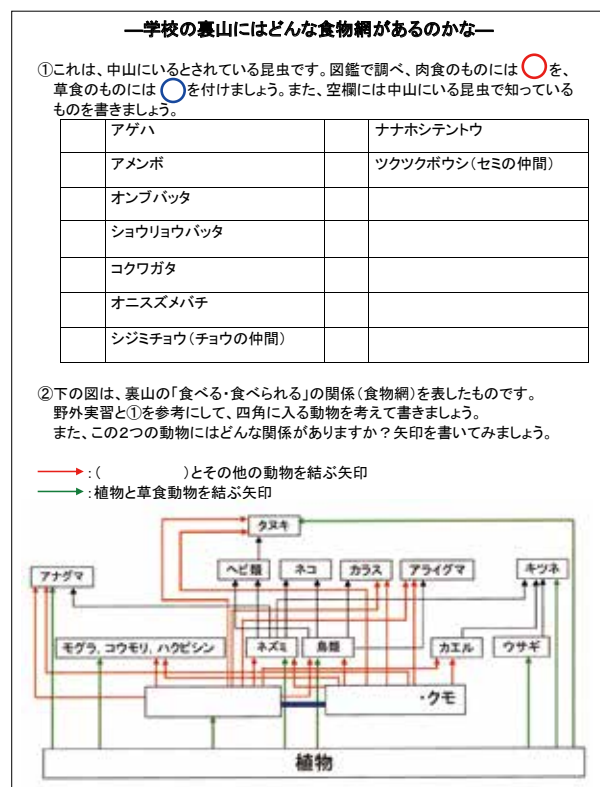 ―学校の裏山にはどんな食物網があるのかな―
①これは、中山にいるとされている昆虫です。図鑑で調べ、肉食のものには◯を、
草食のものには◯を付けましょう。また、空欄には中山にいる昆虫で知っている
ものを書きましょう。
アゲハ
ナナホシテントウ
アメンボ
ツクツクボウシ(セミの仲間)
オンブバッタ
ショウリョウバッタ
コクワガタ
オニスズメバチ
シジミチョウ(チョウの仲間)
②下の図は、裏山の「食べる・食べられる」の関係(食物網)を表したものです。
野外実習と①を参考にして、四角に入る動物を考えて書きましょう。
また、この2つの動物にはどんな関係がありますか?矢印を書いてみましょう。
:(　　　　　)とその他の動物を結ぶ矢印
:植物と草食動物を結ぶ矢印
タヌキ
アナグマ
ヘビ類
ネコ
カラス
アライグマ
キツネ
モグラ,コウモリ,ハクビシン
ネズミ
鳥類
カエル
ウサギ
・クモ
植物